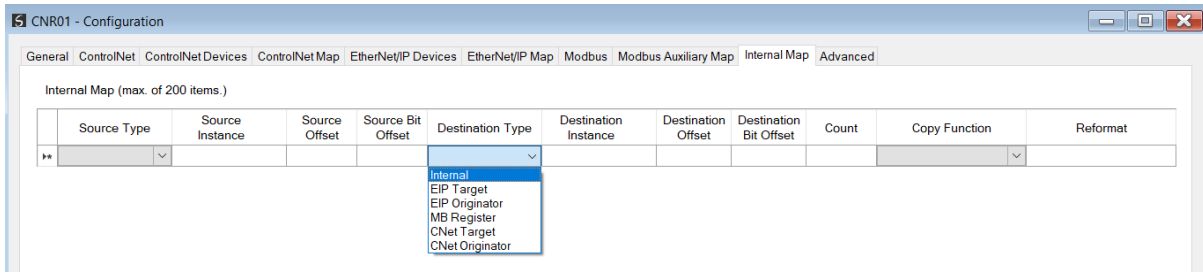 CNR01 - Configuration
General ControlNet ControlNet Devices ControlNet Map EtherNet/IP Devices EtherNet/IP Map Modbus Modbus Auxiliary Map Internal Map Advanced
Internal Map (max. of 200 items.)
Source Type Source Instance Source Offset Source Bit Offset Destination Type Destination Instance Destination Offset Destination Bit Offset Count Copy Function Reformat
Internal
EIP Target
EIP Originator
MB Register
CNet Target
CNet Originator